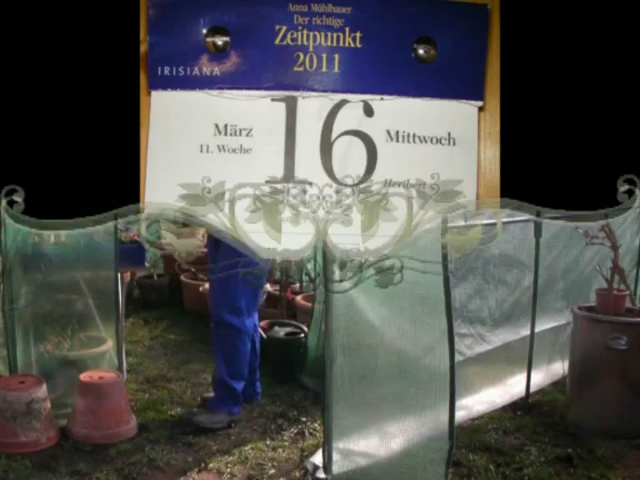 Anna Mühlbauer
Der richtige
Zeitpunkt
2011
IRISIANA
März
11. Woche
16
Mittwoch
Heribert